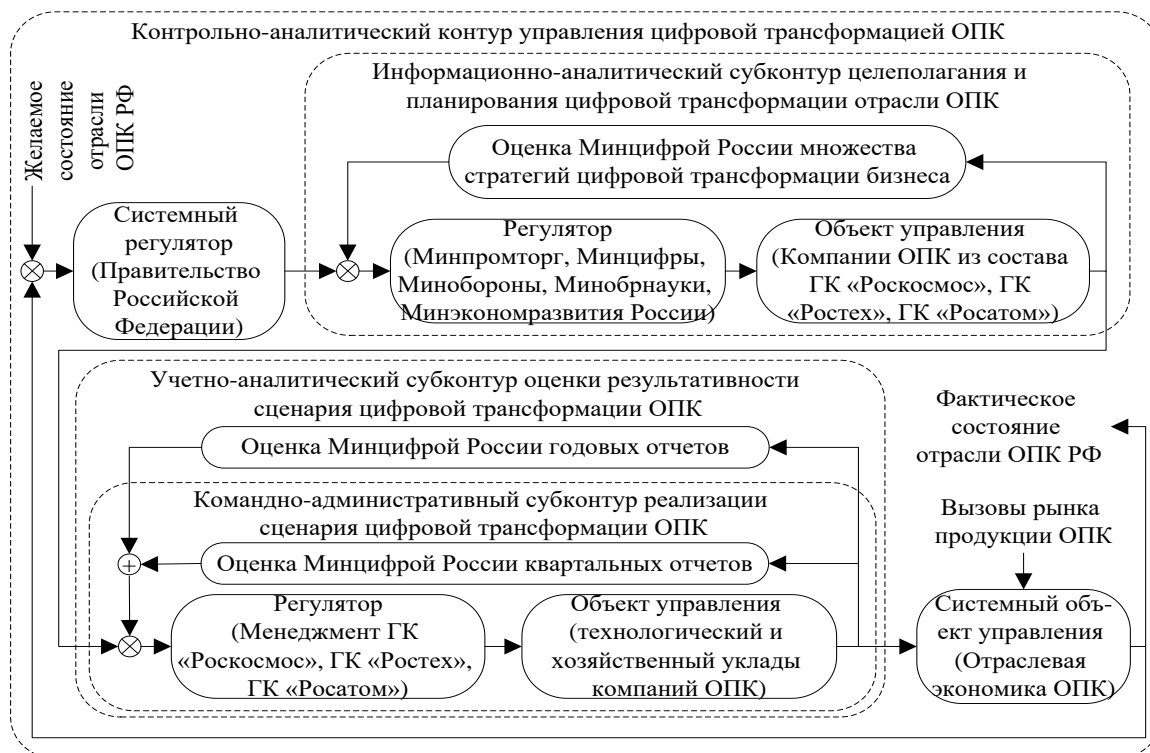 Контрольно-аналитический контур управления цифровой трансформацией ОПК
Желаемое
состояние
отрасли
ОПК РФ
Информационно-аналитический субконтур целеполагания и
планирования цифровой трансформации отрасли ОПК
Оценка Минцифрой России множества
стратегий цифровой трансформации бизнеса
Системный
регулятор
(Правительство
Российской
Федерации)
Регулятор
(Минпромторг, Минцифры,
Минобороны, Минобрнауки,
Минэкономразвития России)
Объект управления
(Компании ОПК из состава
ГК «Роскосмос», ГК
«Ростех», ГК «Росатом»)
Учетно-аналитический субконтур оценки результативности
сценария цифровой трансформации ОПК
Оценка Минцифрой России годовых отчетов
Командно-административный субконтур реализации
сценария цифровой трансформации ОПК
Оценка Минцифрой России квартальных отчетов
Регулятор
(Менеджмент ГК
«Роскосмос», ГК «Ростех»,
ГК «Росатом»)
Объект управления
(технологический и
хозяйственный уклады
компаний ОПК)
Фактическое
состояние
отрасли ОПК РФ
Вызовы рынка
продукции ОПК
Системный объ-
ект управления
(Отраслевая
экономика ОПК)